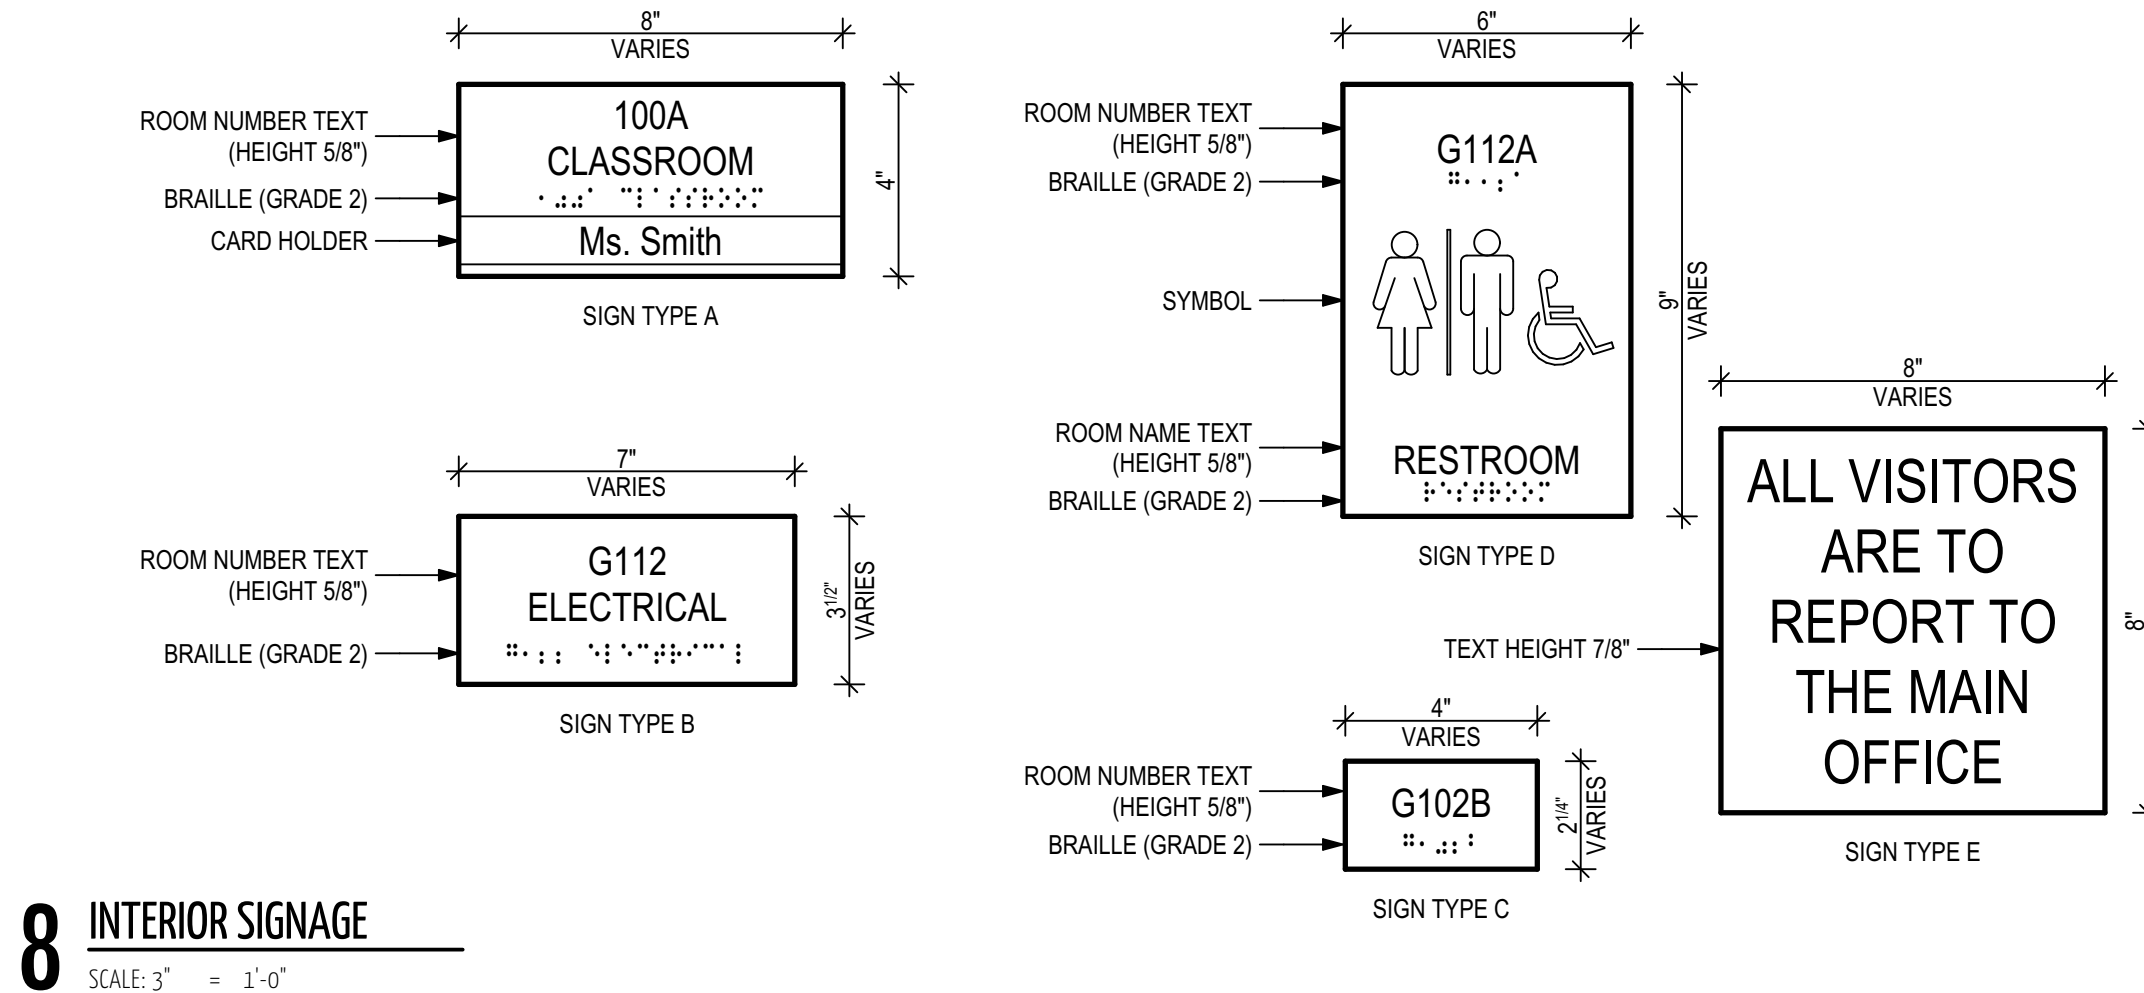 8"
VARIES
ROOM NUMBER TEXT
(HEIGHT 5/8")
BRAILLE (GRADE 2)
CARD HOLDER
100A
CLASSROOM
Ms. Smith
4"
SIGN TYPE A
7"
VARIES
ROOM NUMBER TEXT
(HEIGHT 5/8")
BRAILLE (GRADE 2)
G112
ELECTRICAL
3 1/2"
VARIES
SIGN TYPE B
6"
VARIES
ROOM NUMBER TEXT
(HEIGHT 5/8")
BRAILLE (GRADE 2)
SYMBOL
ROOM NAME TEXT
(HEIGHT 5/8")
BRAILLE (GRADE 2)
G112A
RESTROOM
9"
VARIES
SIGN TYPE D
8"
VARIES
TEXT HEIGHT 7/8"
ALL VISITORS
ARE TO
REPORT TO
THE MAIN
OFFICE
8"
SIGN TYPE E
4"
VARIES
ROOM NUMBER TEXT
(HEIGHT 5/8")
BRAILLE (GRADE 2)
G102B
2 1/4"
VARIES
SIGN TYPE C
8 INTERIOR SIGNAGE
SCALE: 3" = 1'-0"